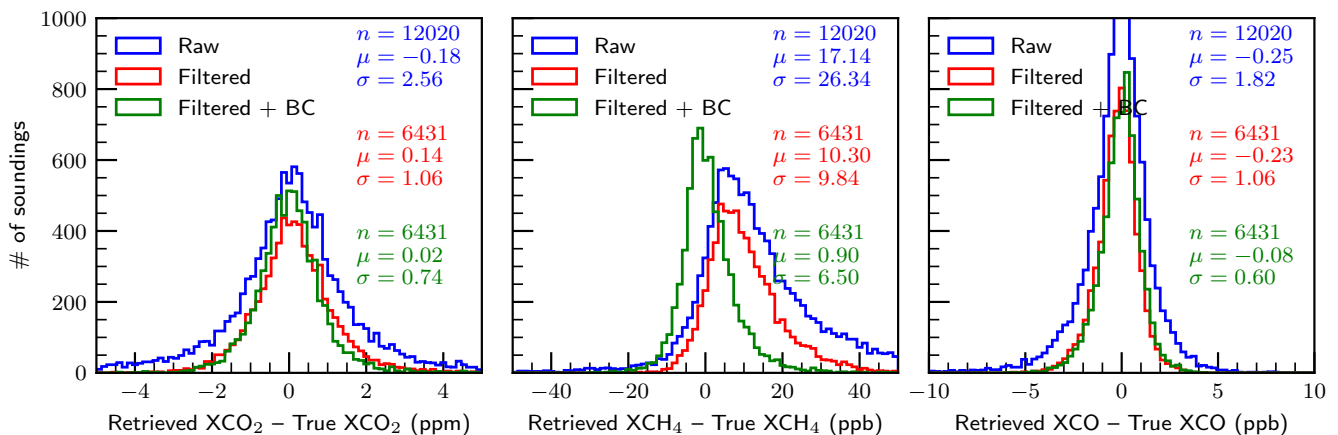 # of soundings
1000
800
600
400
200
0
Raw
Filtered
Filtered + BC
n = 12020
μ = −0.18
σ = 2.56
n = 6431
μ = 0.14
σ = 1.06
n = 6431
μ = 0.02
σ = 0.74
−4 −2 0 2 4
Retrieved XCO₂ – True XCO₂ (ppm)
Raw
Filtered
Filtered + BC
n = 12020
μ = 17.14
σ = 26.34
n = 6431
μ = 10.30
σ = 9.84
n = 6431
μ = 0.90
σ = 6.50
−40 −20 0 20 40
Retrieved XCH₄ – True XCH₄ (ppb)
Raw
Filtered
Filtered + BC
n = 12020
μ = −0.25
σ = 1.82
n = 6431
μ = −0.23
σ = 1.06
n = 6431
μ = −0.08
σ = 0.60
−10 −5 0 5 10
Retrieved XCO – True XCO (ppb)